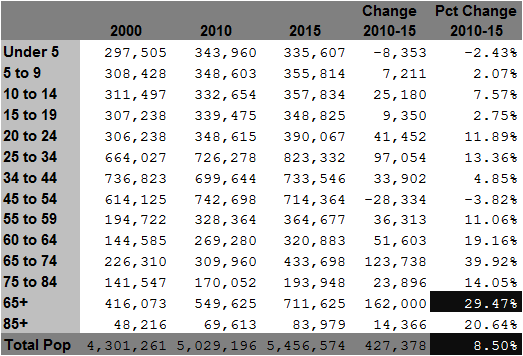 Change Pct Change
2000 2010 2015 2010-15 2010-15
Under 5 297,505 343,960 335,607 -8,353 -2.43%
5 to 9 308,428 348,603 355,814 7,211 2.07%
10 to 14 311,497 332,654 357,834 25,180 7.57%
15 to 19 307,238 339,475 348,825 9,350 2.75%
20 to 24 306,238 348,615 390,067 41,452 11.89%
25 to 34 664,027 726,278 823,332 97,054 13.36%
34 to 44 736,823 699,644 733,546 33,902 4.85%
45 to 54 614,125 742,698 714,364 -28,334 -3.82%
55 to 59 194,722 328,364 364,677 36,313 11.06%
60 to 64 144,585 269,280 320,883 51,603 19.16%
65 to 74 226,310 309,960 433,698 123,738 39.92%
75 to 84 141,547 170,052 193,948 23,896 14.05%
65+ 416,073 549,625 711,625 162,000 29.47%
85+ 48,216 69,613 83,979 14,366 20.64%
Total Pop 4,301,261 5,029,196 5,456,574 427,378 8.50%